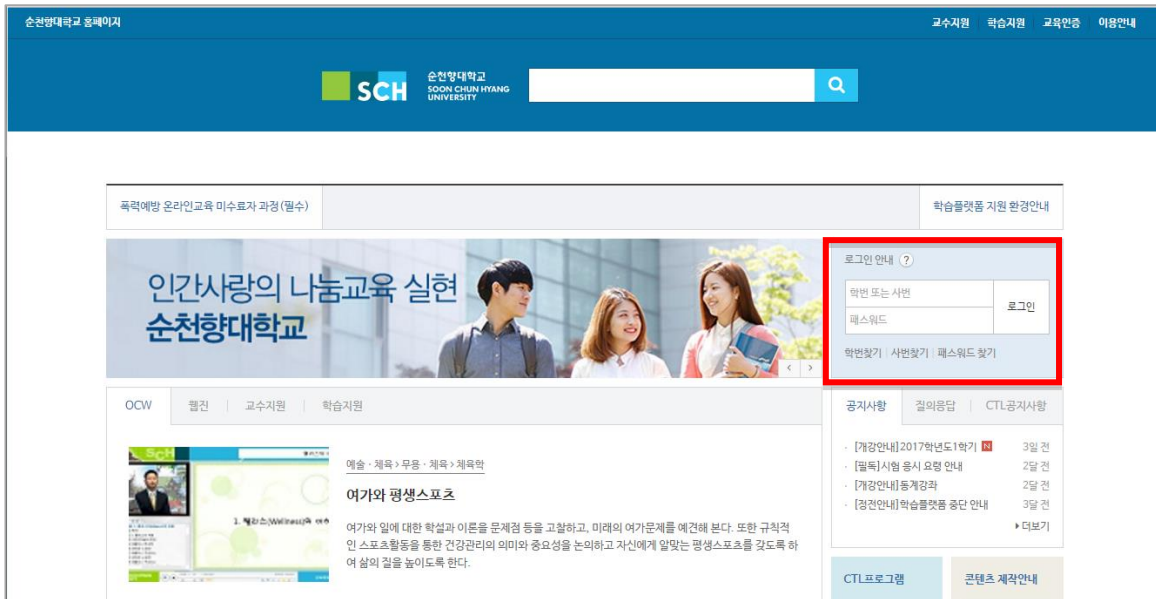 순천향대학교 홈페이지
교수지원 학습지원 교육인증 이용안내
SCH
순천향대학교
SOON CHUN HYANG
UNIVERSITY
폭력예방 온라인교육 미수료자 과정(필수)
학습플랫폼 지원 환경안내
인간사랑의 나눔교육 실현
순천향대학교
로그인 안내 ?
학번 또는 사번
패스워드
로그인
학번찾기 | 사번찾기 | 패스워드 찾기
OCW | 웹진 | 교수지원 | 학습지원
SCH
1. 웰리스(Wellness)와
예술 · 체육 > 무용 · 체육 > 체육학
여가와 평생스포츠
여가와 일에 대한 학설과 이론을 문제점 등을 고찰하고, 미래의 여가문제를 예견해 본다. 또한 규칙적
인 스포츠활동을 통한 건강관리의 의미와 중요성을 논의하고 자신에게 알맞는 평생스포츠를 갖도록 하
여 삶의 질을 높이도록 한다.
공지사항 | 질의응답 | CTL공지사항
· [개강안내]2017학년도1학기 N 3일 전
· [필독]시험 응시 요령 안내 2달 전
· [개강안내]동계강좌 2달 전
· [정전안내]학습플랫폼 중단 안내 3달 전
▸더보기
CTL프로그램
콘텐츠 제작안내